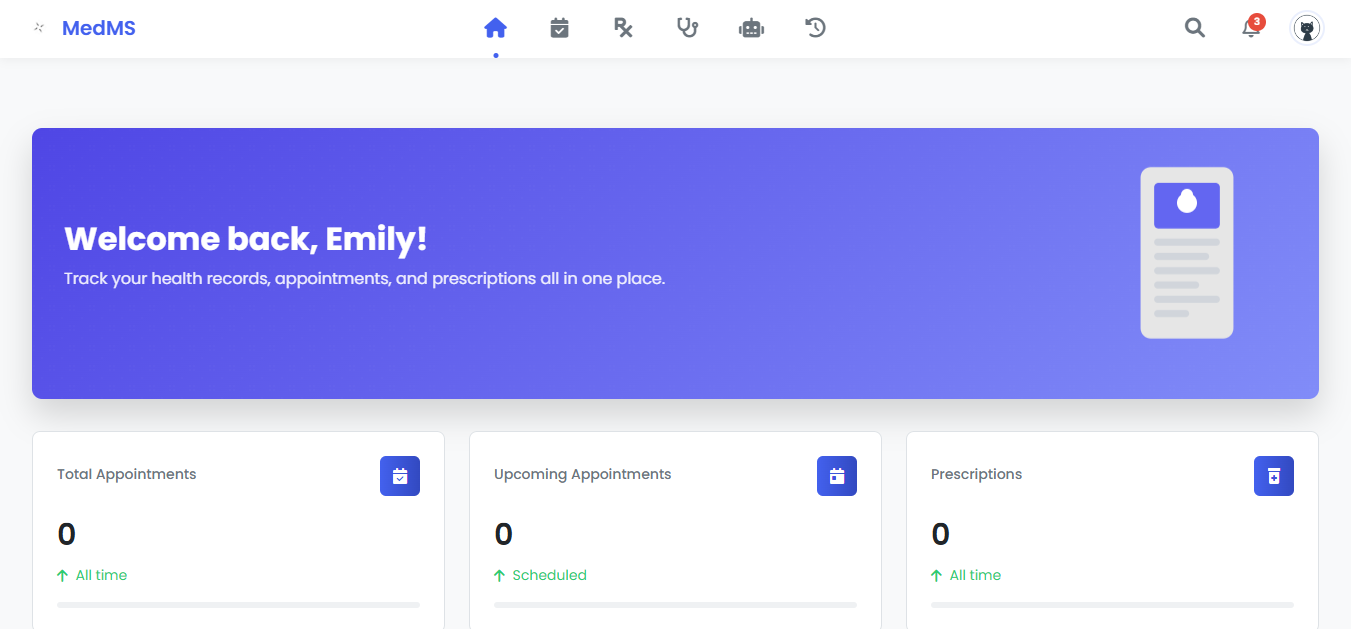 MedMS
3
Welcome back, Emily!
Track your health records, appointments, and prescriptions all in one place.
Total Appointments
0
All time
Upcoming Appointments
0
Scheduled
Prescriptions
0
All time